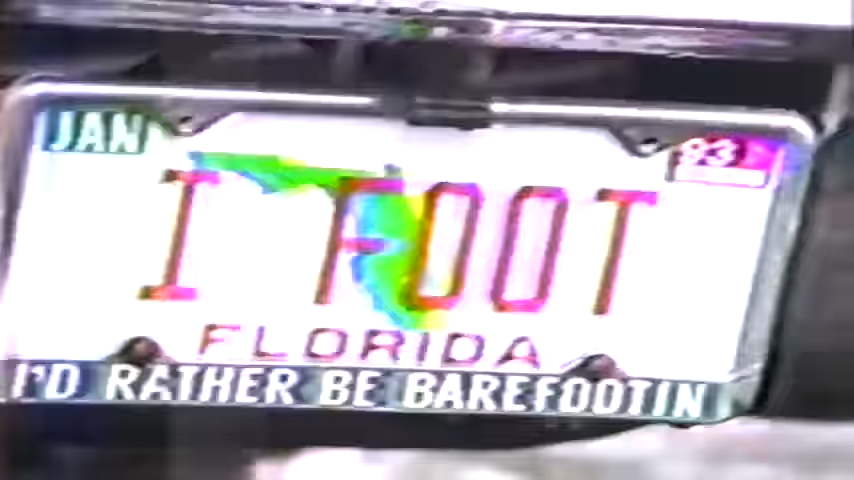 JAN 93
I FOOT
FLORIDA
I'D RATHER BE BAREFOOTIN